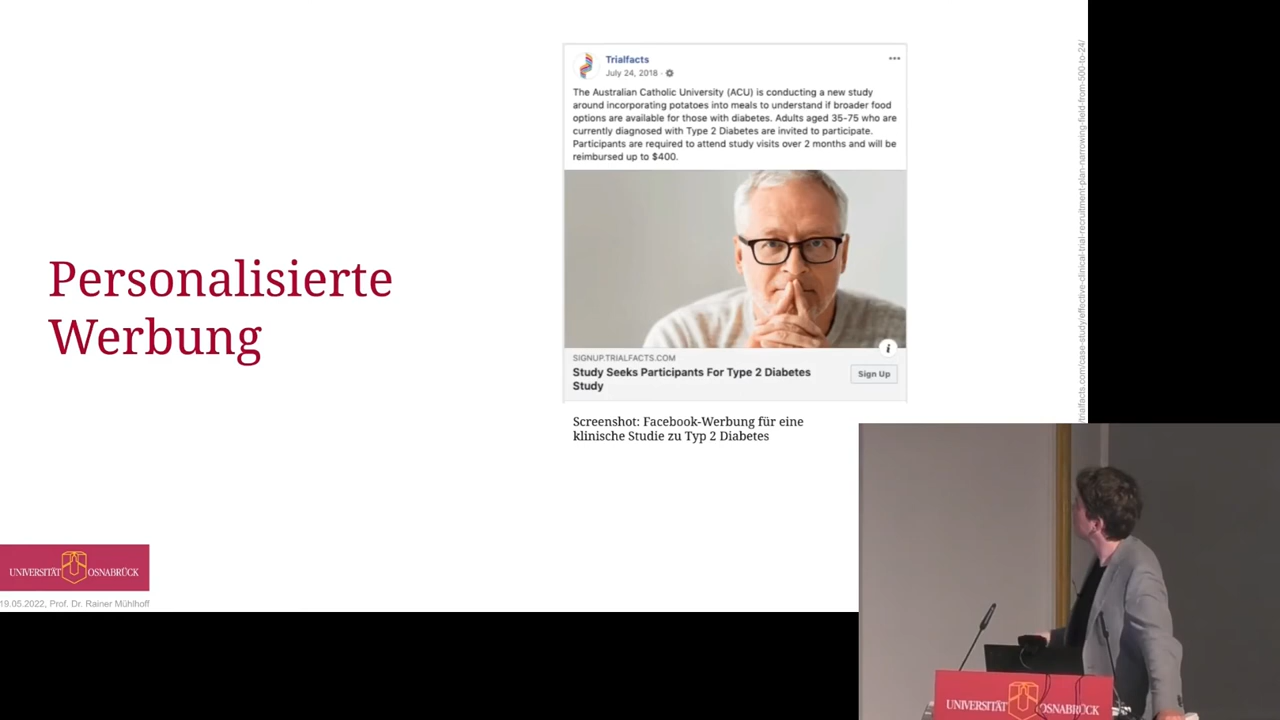 Trialfacts
July 24, 2018 ·
The Australian Catholic University (ACU) is conducting a new study
around incorporating potatoes into meals to understand if broader food
options are available for those with diabetes. Adults aged 35-75 who are
currently diagnosed with Type 2 Diabetes are invited to participate.
Participants are required to attend study visits over 2 months and will be
reimbursed up to $400.
Personalisierte
Werbung
i
SIGNUP.TRIALFACTS.COM
Study Seeks Participants For Type 2 Diabetes
Study
Sign Up
Screenshot: Facebook-Werbung für eine
klinische Studie zu Typ 2 Diabetes
/trialfacts.com/case-study/effective-clinical-trial-recruitment-plan-narrowing-field-from-500-to-24/
UNIVERSITÄT OSNABRÜCK
19.05.2022, Prof. Dr. Rainer Mühlhoff
UNIVERSITÄT OSNABRÜCK